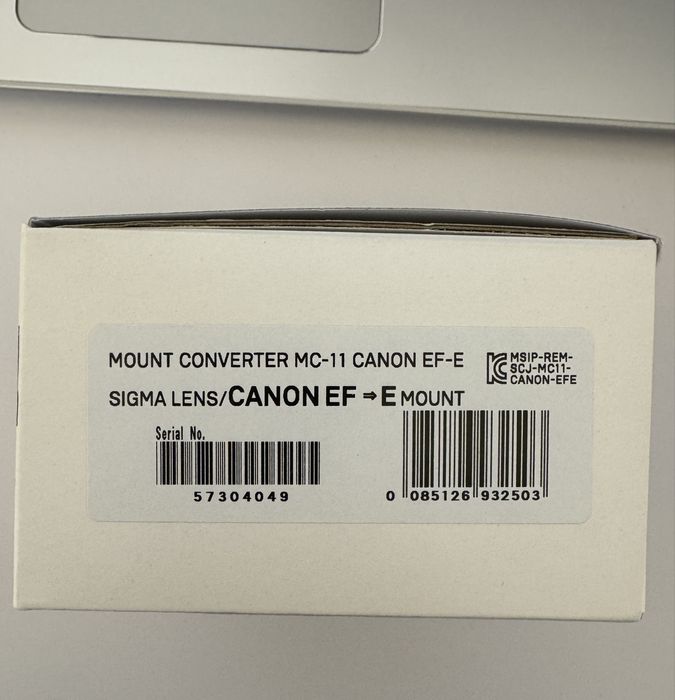 MOUNT CONVERTER MC-11 CANON EF-E
MSIP-REM-
SCJ-MC11-
CANON-EFE
SIGMA LENS/CANON EF ⇒ E MOUNT
Serial No.
57304049
0 085126 932503